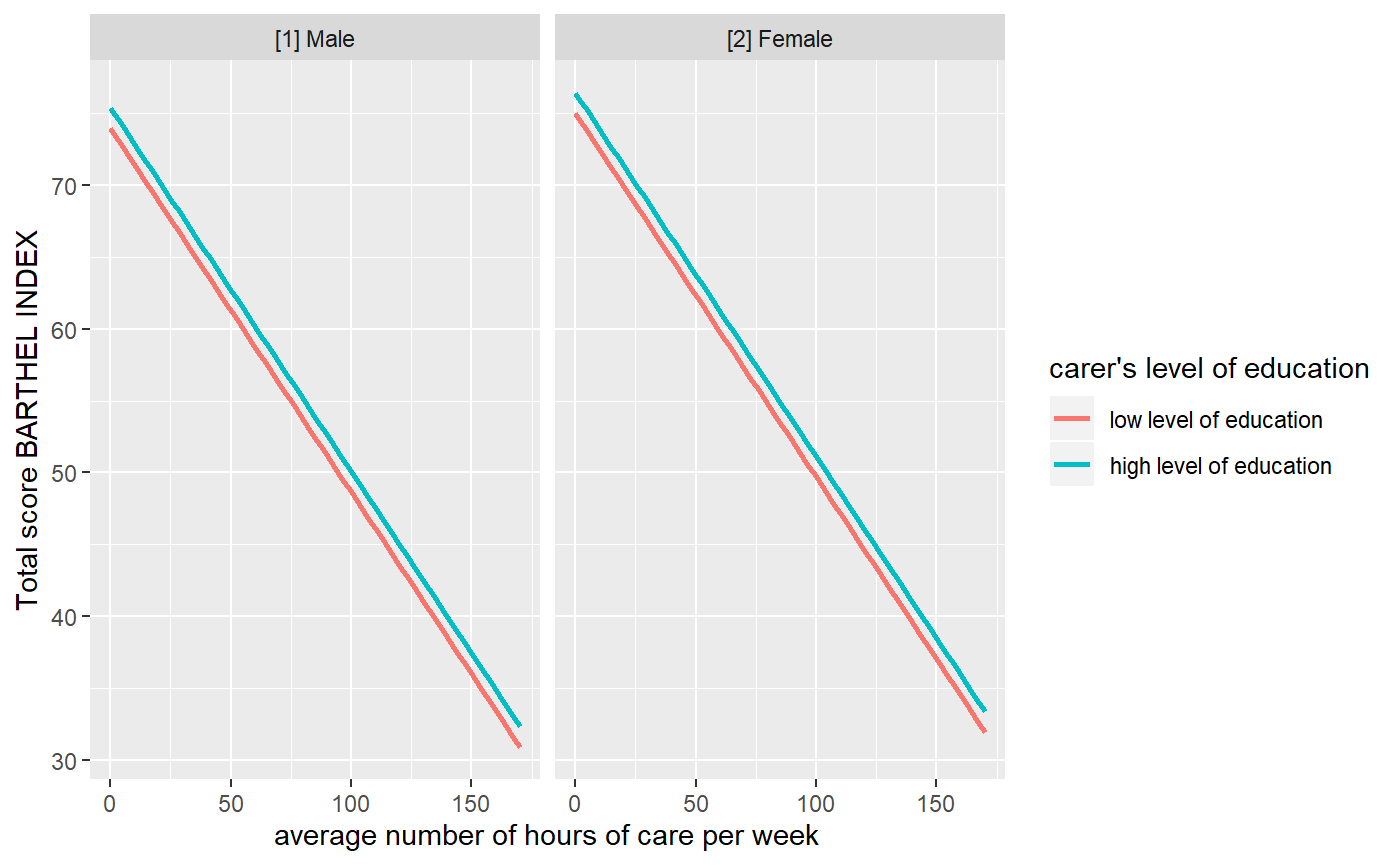 [1] Male
[2] Female
Total score BARTHEL INDEX
70
60
50
40
30
0
50
100
150
0
50
100
150
average number of hours of care per week
carer's level of education
low level of education
high level of education